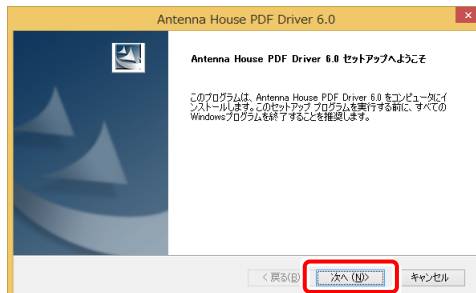 Antenna House PDF Driver 6.0
Antenna House PDF Driver 6.0 セットアップへようこそ
このプログラムは、Antenna House PDF Driver 6.0 をコンピュータにイ
ンストールします。このセットアップ プログラムを実行する前に、すべての
Windowsプログラムを終了することを推奨します。
< 戻る(B)
次へ (N)>
キャンセル